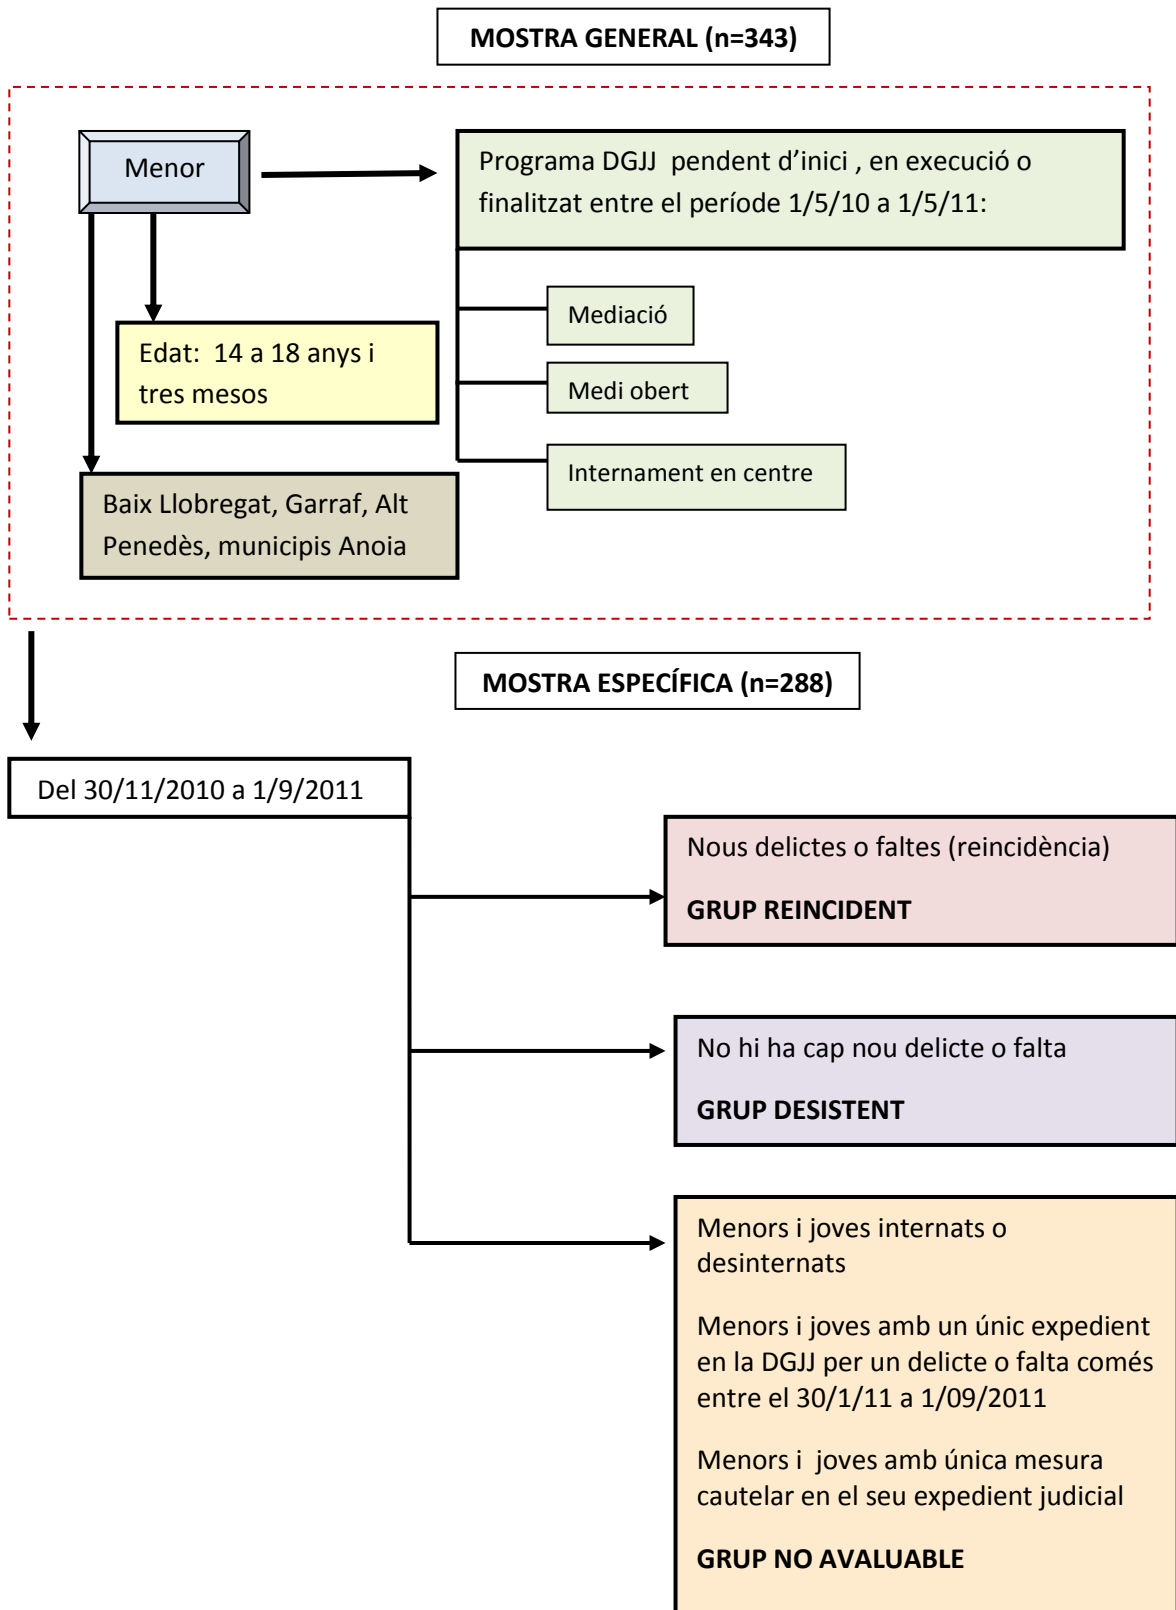 MOSTRA GENERAL (n=343)
Menor
Programa DGJJ pendent d’inici , en execució o
finalitzat entre el període 1/5/10 a 1/5/11:
Mediació
Edat: 14 a 18 anys i
tres mesos
Medi obert
Internament en centre
Baix Llobregat, Garraf, Alt
Penedès, municipis Anoia
MOSTRA ESPECÍFICA (n=288)
Del 30/11/2010 a 1/9/2011
Nous delictes o faltes (reincidència)
GRUP REINCIDENT
No hi ha cap nou delicte o falta
GRUP DESISTENT
Menors i joves internats o
desinternats
Menors i joves amb un únic expedient
en la DGJJ per un delicte o falta comés
entre el 30/1/11 a 1/09/2011
Menors i joves amb única mesura
cautelar en el seu expedient judicial
GRUP NO AVALUABLE